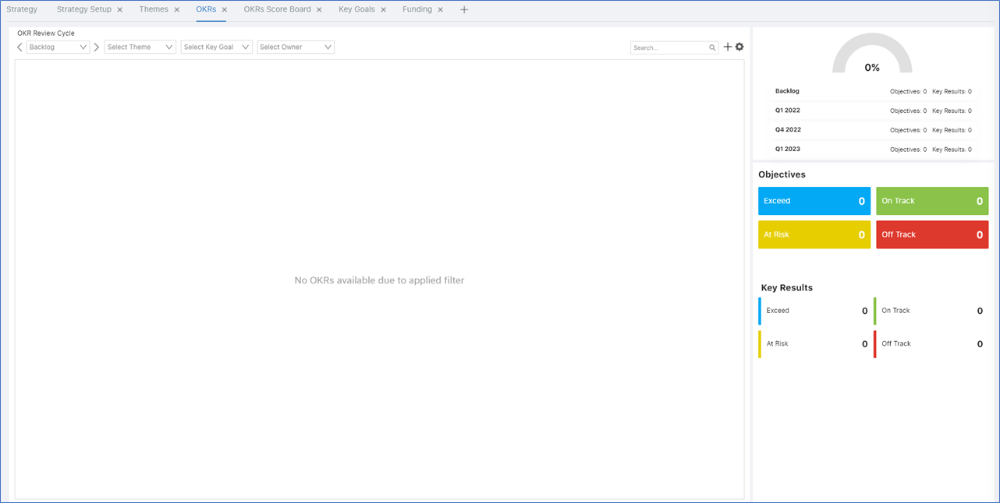 Strategy Strategy Setup Themes OKRs OKRs Score Board Key Goals Funding
OKR Review Cycle
Backlog Select Theme Select Key Goal Select Owner Search...
No OKRs available due to applied filter
0%
Backlog Objectives: 0 Key Results: 0
Q1 2022 Objectives: 0 Key Results: 0
Q4 2022 Objectives: 0 Key Results: 0
Q1 2023 Objectives: 0 Key Results: 0
Objectives
Exceed 0 On Track 0
At Risk 0 Off Track 0
Key Results
Exceed 0 On Track 0
At Risk 0 Off Track 0